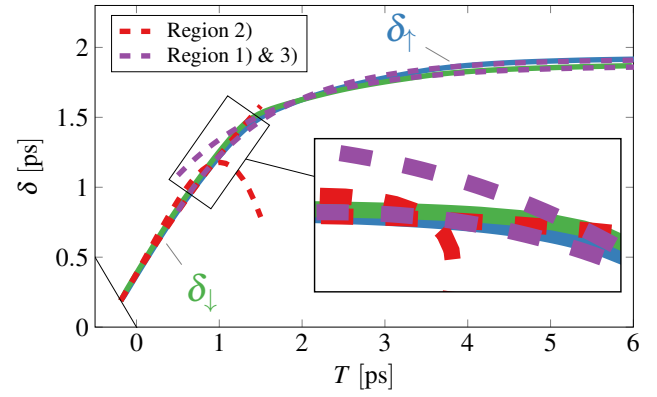 Region 2)
Region 1) & 3)
δ↑
δ↓
2
1.5
1
0.5
0
0 1 2 3 4 5 6
δ [ps]
T [ps]